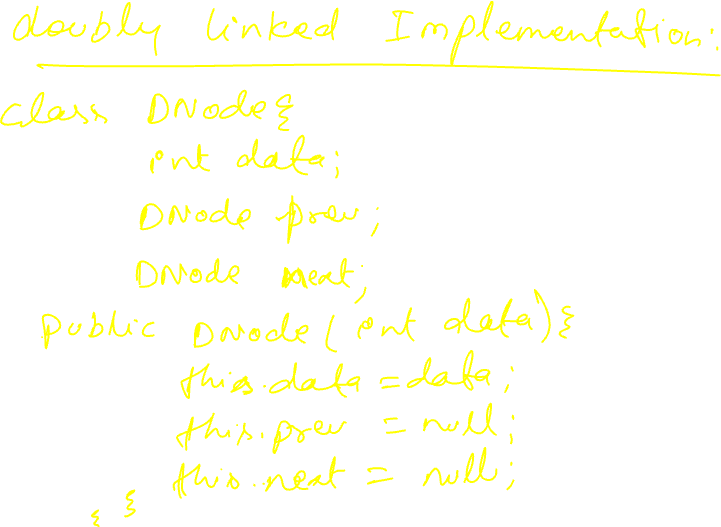 doubly linked Implementation:
class DNode{
int data;
DNode prev;
DNode next;
public DNode(int data){
this.data = data;
this.prev = null;
this.next = null;
} }